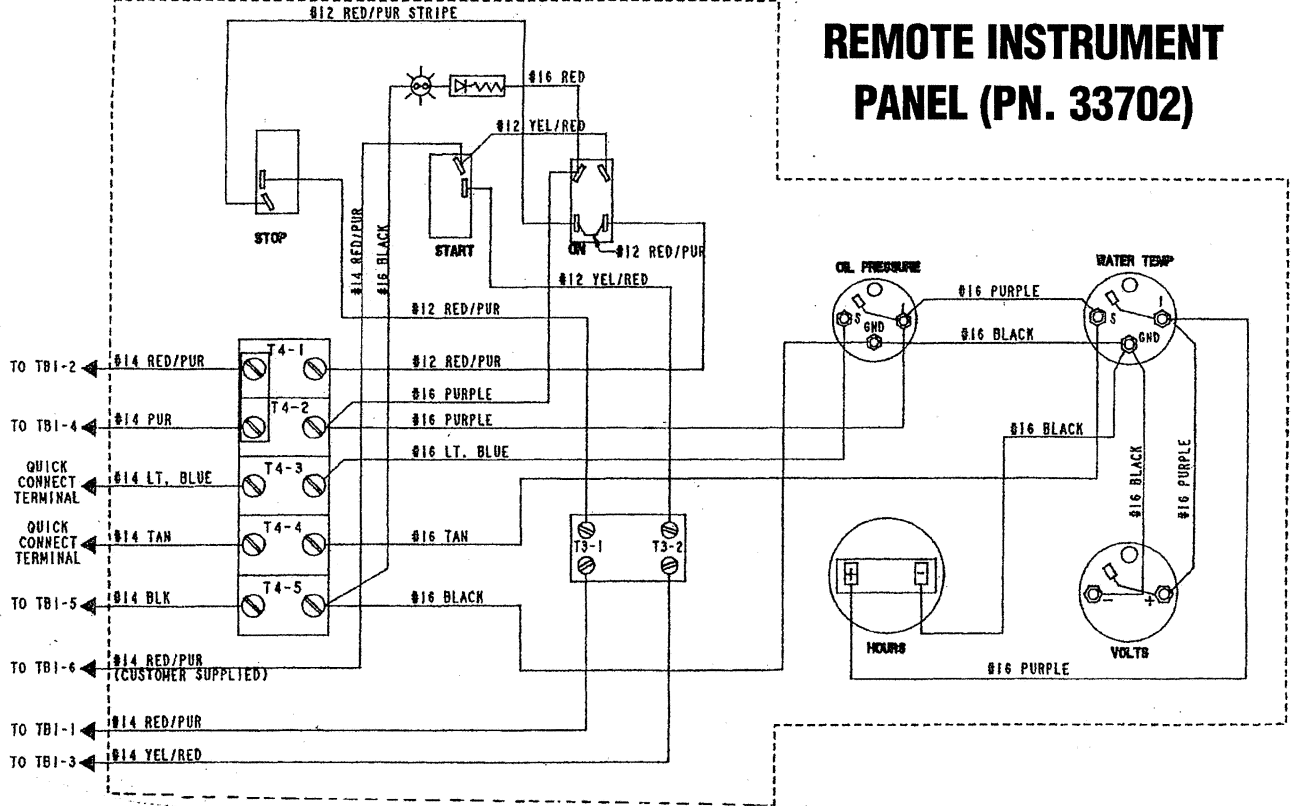 REMOTE INSTRUMENT
PANEL (PN. 33702)
#12 RED/PUR STRIPE
#16 RED
#12 YEL/RED
STOP
START
ON
#14 RED/PUR
#16 BLACK
#12 RED/PUR
#12 YEL/RED
#12 RED/PUR
OIL PRESSURE
S
I
GND
#16 PURPLE
WATER TEMP
S
I
GND
#16 BLACK
TO TB1-2
#14 RED/PUR
T4-1
#12 RED/PUR
#16 PURPLE
TO TB1-4
#14 PUR
T4-2
#16 PURPLE
#16 BLACK
#16 BLACK
#16 PURPLE
QUICK
CONNECT
TERMINAL
#14 LT. BLUE
T4-3
#16 LT. BLUE
QUICK
CONNECT
TERMINAL
#14 TAN
T4-4
#16 TAN
T3-1
T3-2
TO TB1-5
#14 BLK
T4-5
#16 BLACK
+
-
HOURS
-
+
VOLTS
TO TB1-6
#14 RED/PUR
(CUSTOMER SUPPLIED)
#16 PURPLE
TO TB1-1
#14 RED/PUR
TO TB1-3
#14 YEL/RED